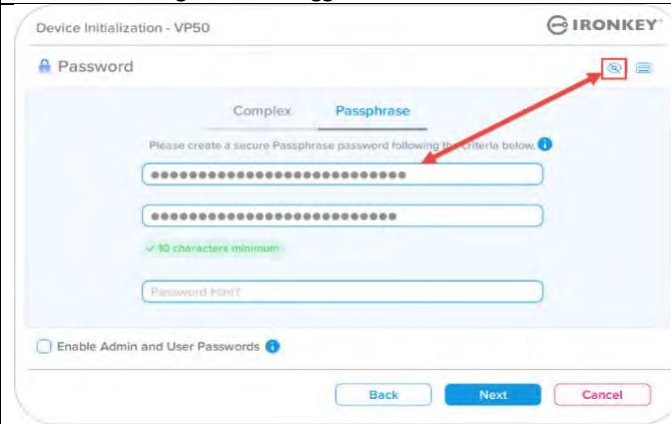 Device Initialization - VP50
IRONKEY
Password
Complex Passphrase
Please create a secure Passphrase password following the criteria below.
●●●●●●●●●●●●●●●●●●●●●●●●●●●
●●●●●●●●●●●●●●●●●●●●●●●●●●
✓ 10 characters minimum
Password Hint?
Enable Admin and User Passwords
Back Next Cancel